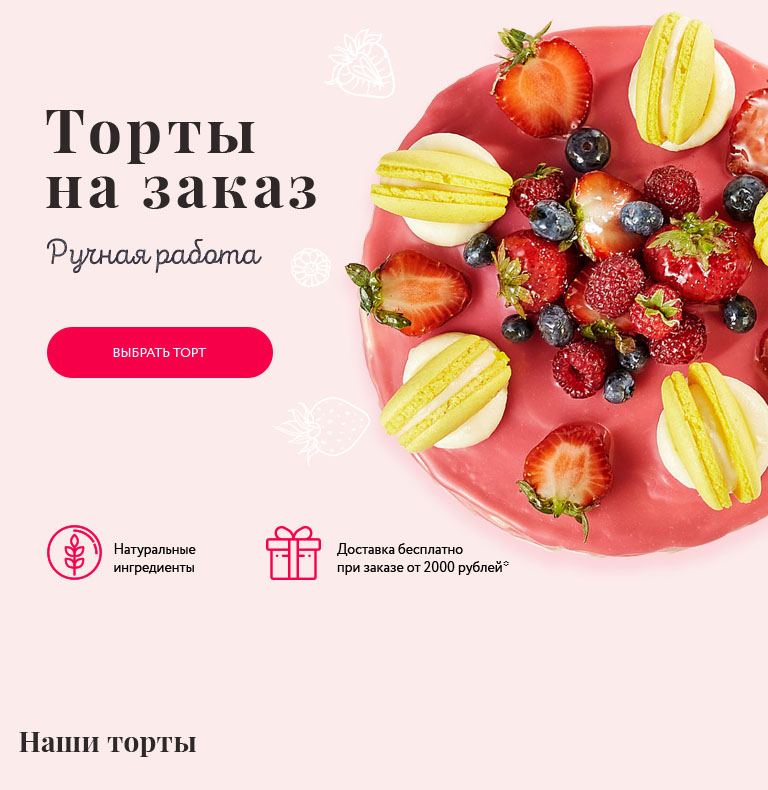 Торты
на заказ
Ручная работа
ВЫБРАТЬ ТОРТ
Натуральные
ингредиенты
Доставка бесплатно
при заказе от 2000 рублей*
Наши торты